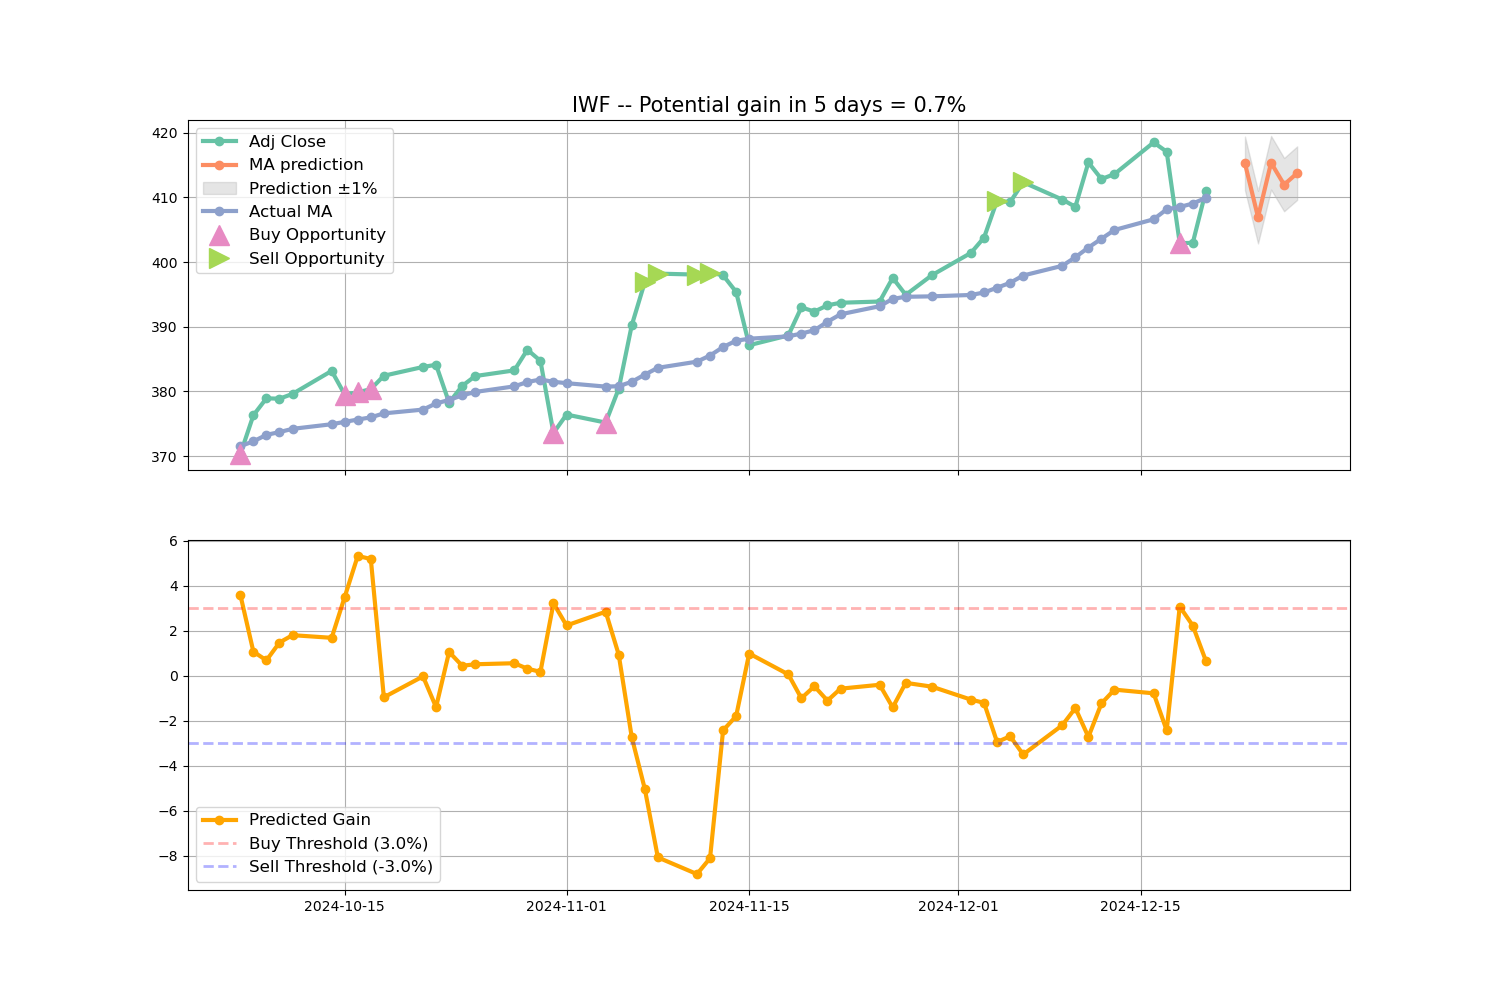 IWF -- Potential gain in 5 days = 0.7%
420
410
400
390
380
370
Adj Close
MA prediction
Prediction ±1%
Actual MA
Buy Opportunity
Sell Opportunity
6
4
2
0
−2
−4
−6
−8
Predicted Gain
Buy Threshold (3.0%)
Sell Threshold (-3.0%)
2024-10-15
2024-11-01
2024-11-15
2024-12-01
2024-12-15